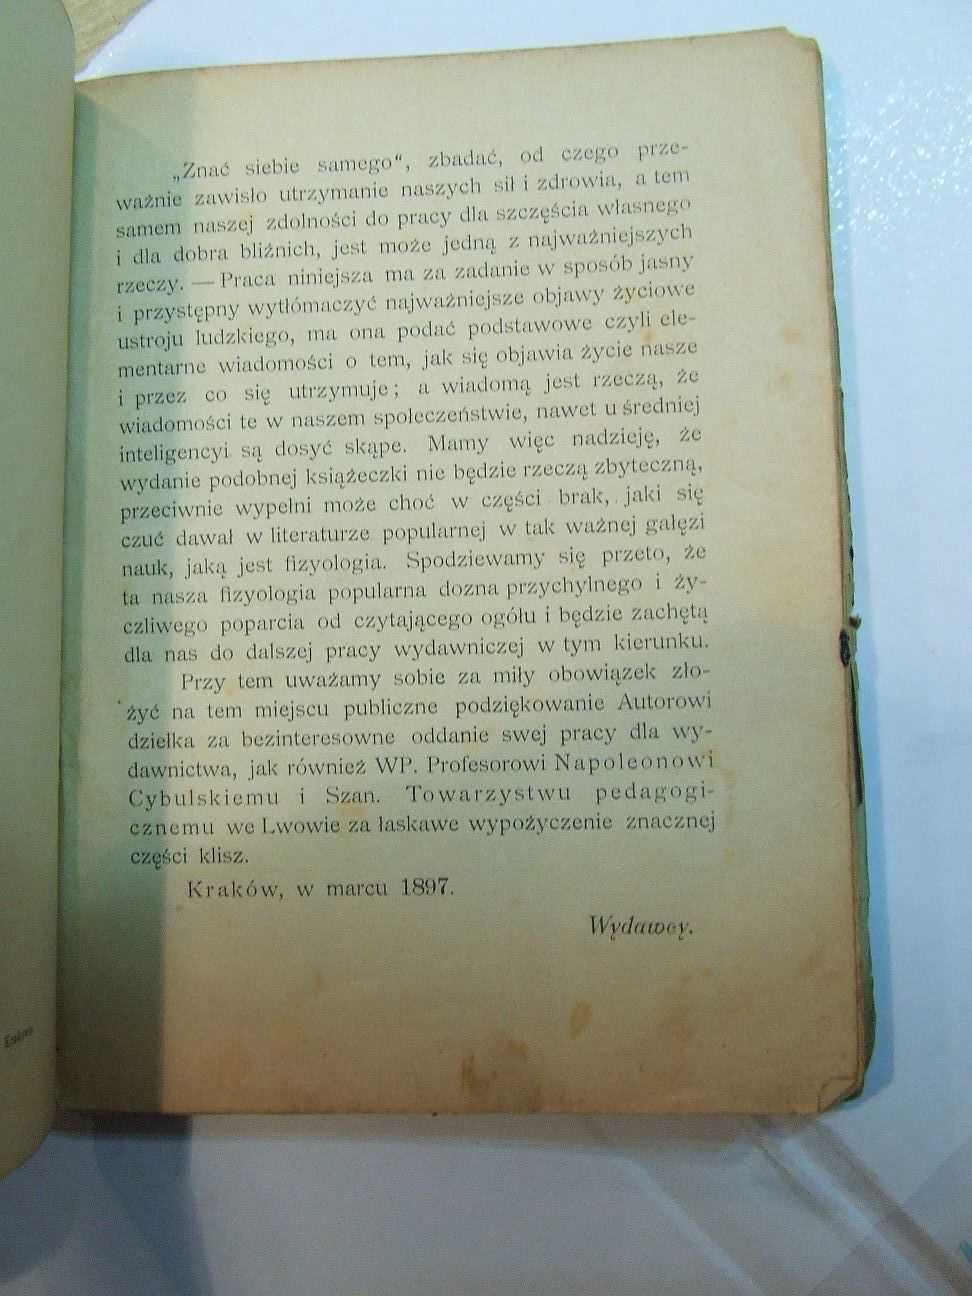 „Znać siebie samego“, zbadać, od czego prze-
ważnie zawisło utrzymanie naszych sił i zdrowia, a tem
samem naszej zdolności do pracy dla szczęścia własnego
i dla dobra bliźnich, jest może jedną z najważniejszych
rzeczy. — Praca niniejsza ma za zadanie w sposób jasny
i przystępny wytłómaczyć najważniejsze objawy życiowe
ustroju ludzkiego, ma ona podać podstawowe czyli ele-
mentarne wiadomości o tem, jak się objawia życie nasze
i przez co się utrzymuje; a wiadomą jest rzeczą, że
wiadomości te w naszem społeczeństwie, nawet u średniej
inteligencyi są dosyć skąpe. Mamy więc nadzieję, że
wydanie podobnej książeczki nie będzie rzeczą zbyteczną,
przeciwnie wypełni może choć w części brak, jaki się
czuć dawał w literaturze popularnej w tak ważnej gałęzi
nauk, jaką jest fizyologia. Spodziewamy się przeto, że
ta nasza fizyologia popularna dozna przychylnego i ży-
czliwego poparcia od czytającego ogółu i będzie zachętą
dla nas do dalszej pracy wydawniczej w tym kierunku.
Przy tem uważamy sobie za miły obowiązek zło-
żyć na tem miejscu publiczne podziękowanie Autorowi
dziełka za bezinteresowne oddanie swej pracy dla wy-
dawnictwa, jak również WP. Profesorowi Napoleonowi
Cybulskiemu i Szan. Towarzystwu pedagogi-
cznemu we Lwowie za łaskawe wypożyczenie znacznej
części klisz.
Kraków, w marcu 1897.
Wydawcy.